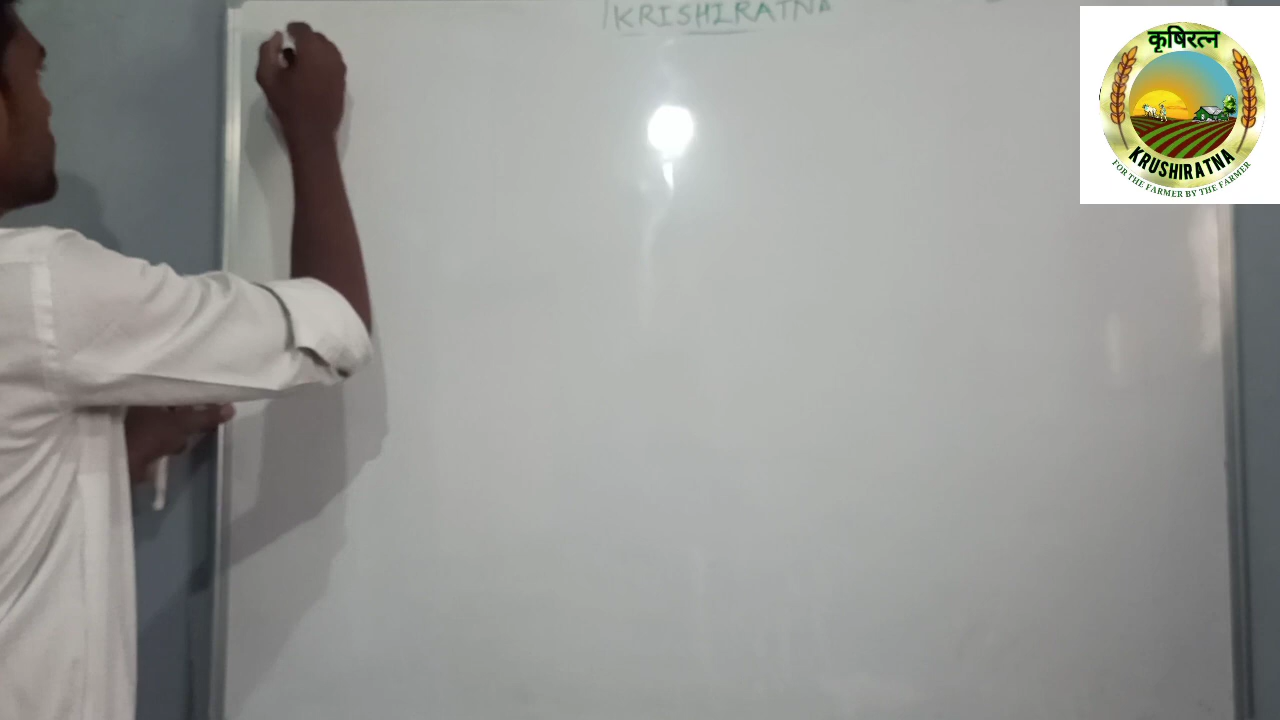 KRISHIRATNA
कृषिरत्न
KRUSHIRATNA
FOR THE FARMER BY THE FARMER